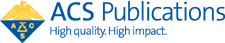 ACS Publications
High quality. High impact.
A C S